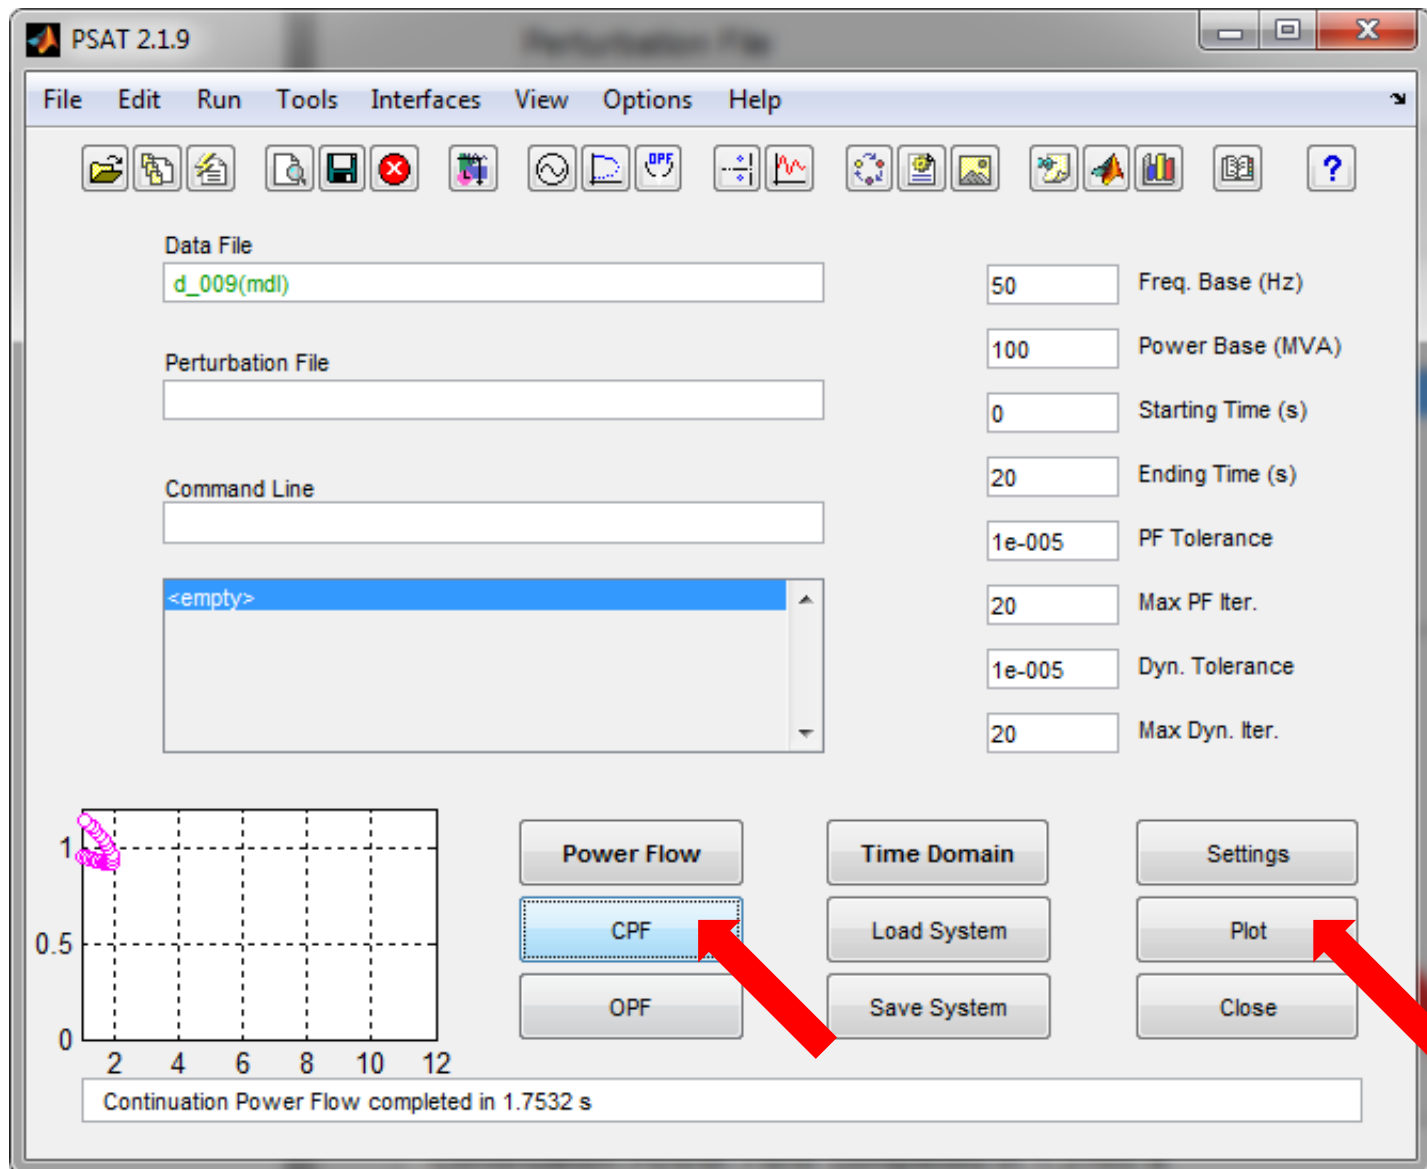 PSAT 2.1.9
Perturbation File
File Edit Run Tools Interfaces View Options Help
OPF
Data File
d_009(mdl)
50 Freq. Base (Hz)
Perturbation File
100 Power Base (MVA)
0 Starting Time (s)
Command Line
20 Ending Time (s)
1e-005 PF Tolerance
<empty>
20 Max PF Iter.
1e-005 Dyn. Tolerance
20 Max Dyn. Iter.
1
0.5
0
2 4 6 8 10 12
Power Flow Time Domain Settings
CPF Load System Plot
OPF Save System Close
Continuation Power Flow completed in 1.7532 s